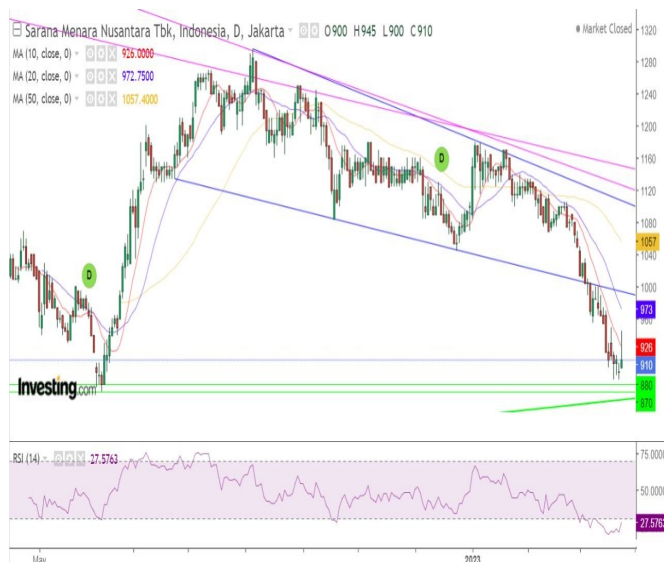 Sarana Menara Nusantara Tbk, Indonesia, D, Jakarta O900 H945 L900 C910
Market Closed
MA (10, close, 0) 926.0000
MA (20, close, 0) 972.7500
MA (50, close, 0) 1057.4000
1320
1280
1240
1200
1160
1120
1080
1057
1040
1000
973
960
926
910
880
870
D
D
Investing.com
RSI (14) 27.5763
75.0000
50.0000
27.5763
May
2023